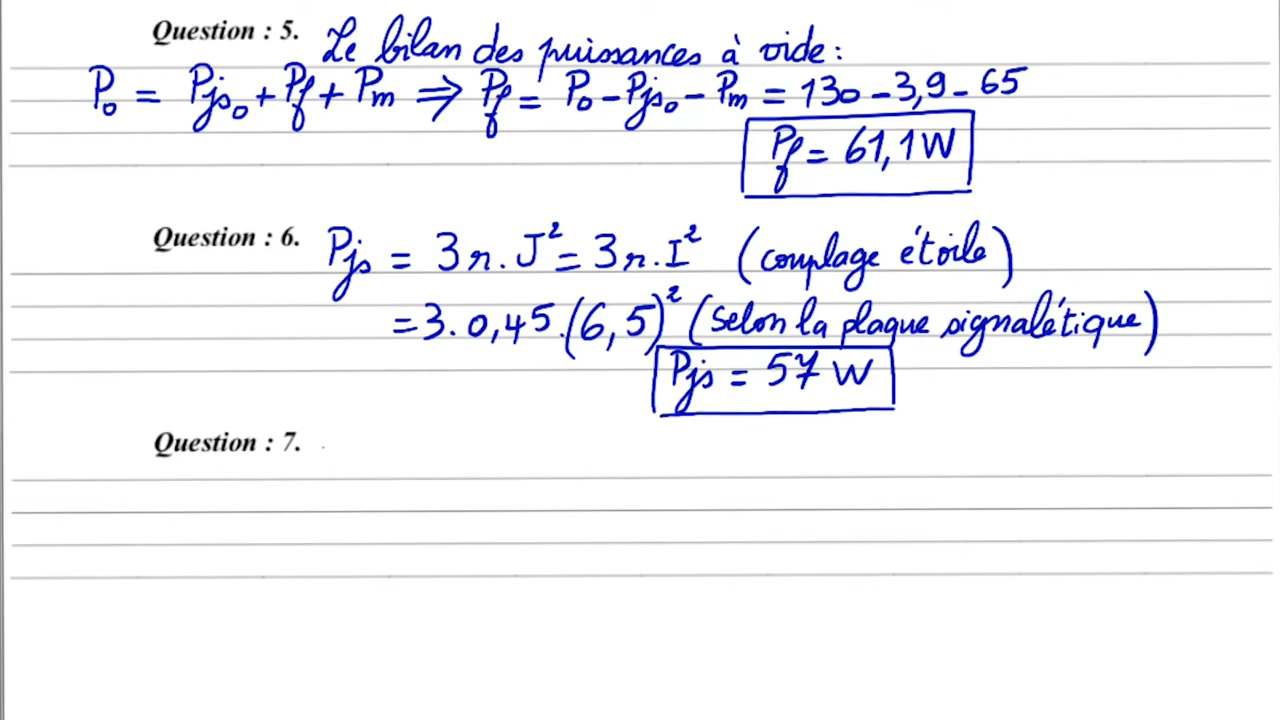 Question : 5. Le bilan des puissances à vide :
P₀ = Pjs₀ + Pf + Pm ⇒ Pf = P₀ - Pjs₀ - Pm = 130 - 3,9 - 65
Pf = 61,1 W
Question : 6. Pjs = 3r.J² = 3r.I² (couplage étoile)
= 3.0,45.(6,5)² (selon la plaque signalétique)
Pjs = 57 W
Question : 7.